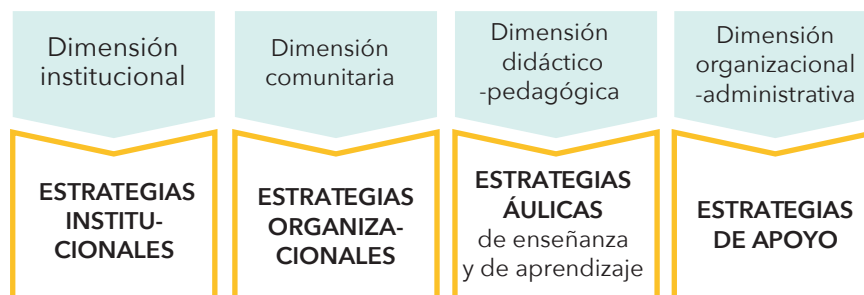 Dimensión
institucional
ESTRATEGIAS
INSTITU-
CIONALES
Dimensión
comunitaria
ESTRATEGIAS
ORGANIZA-
CIONALES
Dimensión
didáctico
-pedagógica
ESTRATEGIAS
ÁULICAS
de enseñanza
y de aprendizaje
Dimensión
organizacional
-administrativa
ESTRATEGIAS
DE APOYO